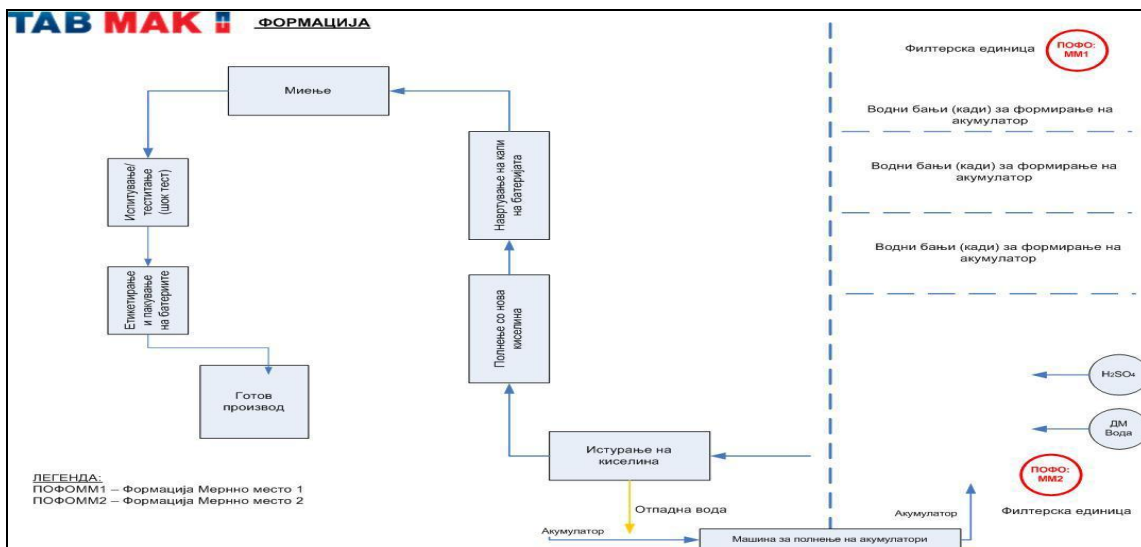 TAB MAK
ФОРМАЦИЈА
Филтерска единица
ПОФО:
ММ1
Миење
Водни бањи (кади) за формирање на
акумулатор
Испитување/
теститање
(шок тест)
Навртување на капи
на батеријата
Водни бањи (кади) за формирање на
акумулатор
Водни бањи (кади) за формирање на
акумулатор
Етикетирање
и пакување
на батериите
Полнење со нова
киселина
Готов
производ
H₂SO₄
ДМ
Вода
Истурање на
киселина
ПОФО:
ММ2
ЛЕГЕНДА:
ПОФОММ1 – Формација Мернно место 1
ПОФОММ2 – Формација Мернно место 2
Отпадна вода
Акумулатор
Филтерска единица
Акумулатор
Машина за полнење на акумулатори